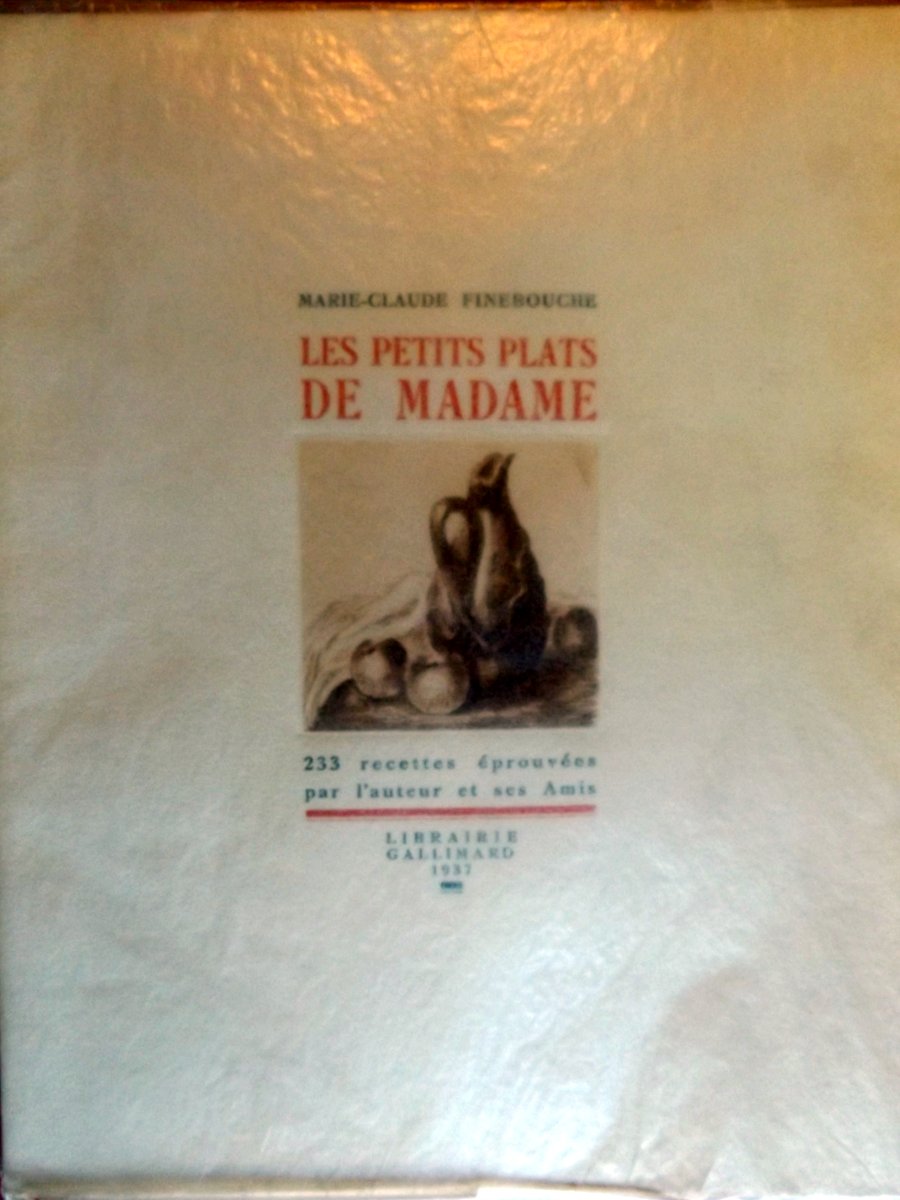 MARIE-CLAUDE FINEBOUCHE
LES PETITS PLATS
DE MADAME
233 recettes éprouvées
par l'auteur et ses Amis
LIBRAIRIE
GALLIMARD
1937